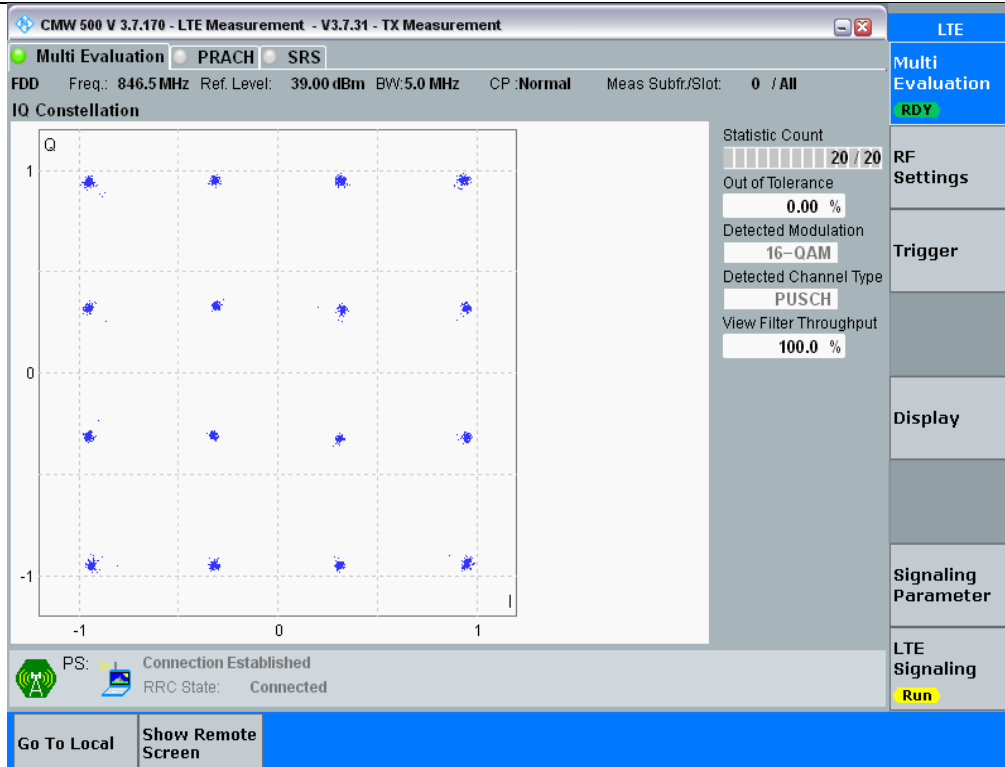 CMW 500 V 3.7.170 - LTE Measurement - V3.7.31 - TX Measurement
LTE
Multi Evaluation PRACH SRS
FDD Freq.: 846.5 MHz Ref. Level: 39.00 dBm BW: 5.0 MHz CP : Normal Meas Subfr./Slot: 0 / All
IQ Constellation
Q
1
0
-1
I
-1 0 1
Statistic Count
20 / 20
Out of Tolerance
0.00 %
Detected Modulation
16-QAM
Detected Channel Type
PUSCH
View Filter Throughput
100.0 %
Multi
Evaluation
RDY
RF
Settings
Trigger
Display
Signaling
Parameter
LTE
Signaling
Run
PS: Connection Established
RRC State: Connected
Go To Local
Show Remote
Screen